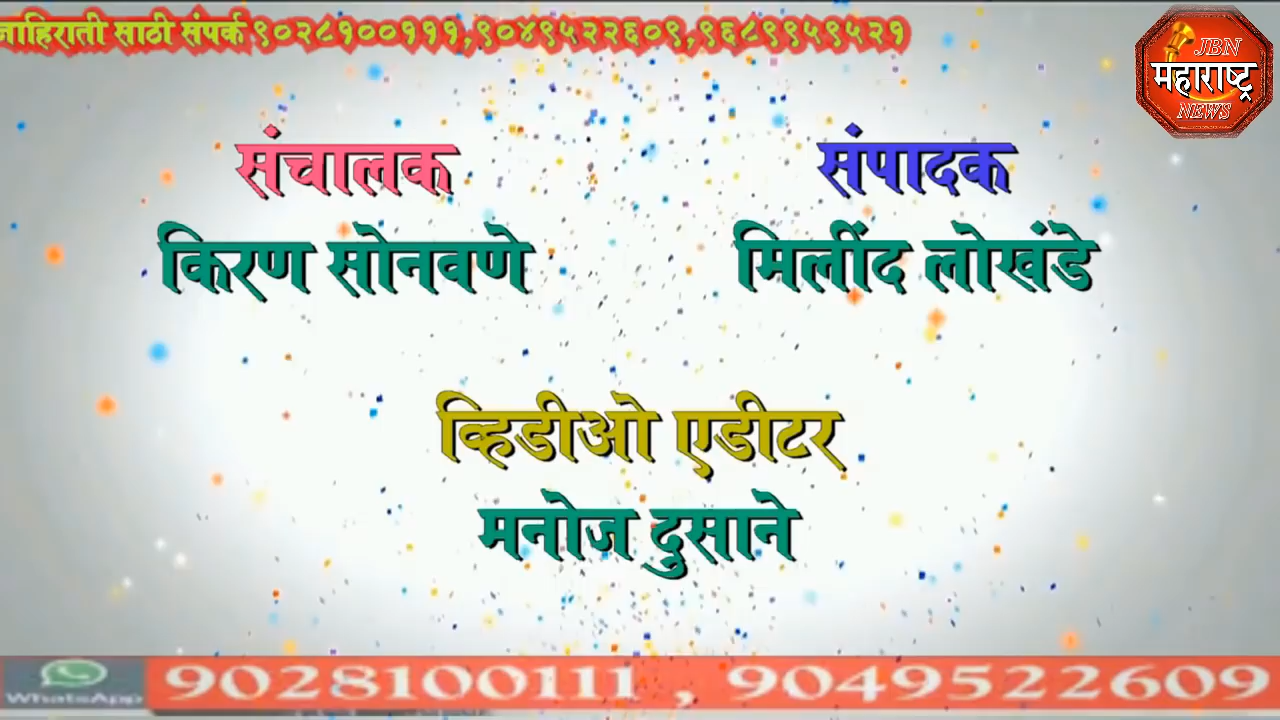 जाहिराती साठी संपर्क ९०२८१००१११,९०४९५२२६०९,९६८९९५९५२१
JBN
महाराष्ट्र
NEWS
संचालक
संपादक
किरण सोनवणे
मिलींद लोखंडे
व्हिडीओ एडीटर
मनोज दुसाने
WhatsApp 9028100111 , 9049522609